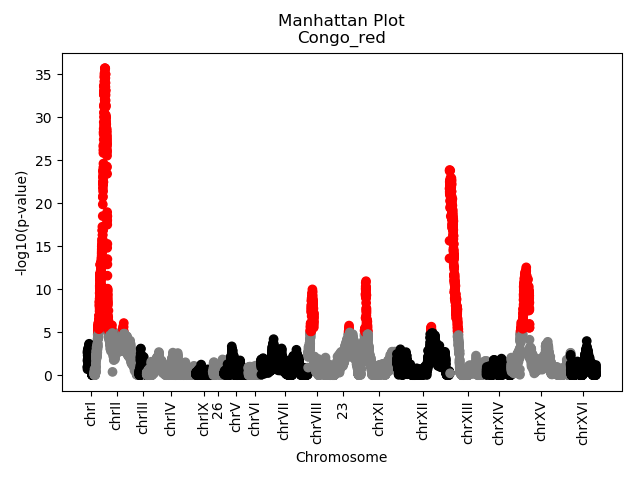 Manhattan Plot
Congo_red
35
30
25
20
15
10
5
0
-log10(p-value)
chrI
chrII
chrIII
chrIV
chrIX
26
chrV
chrVI
chrVII
chrVIII
23
chrXI
chrXII
chrXIII
chrXIV
chrXV
chrXVI
Chromosome